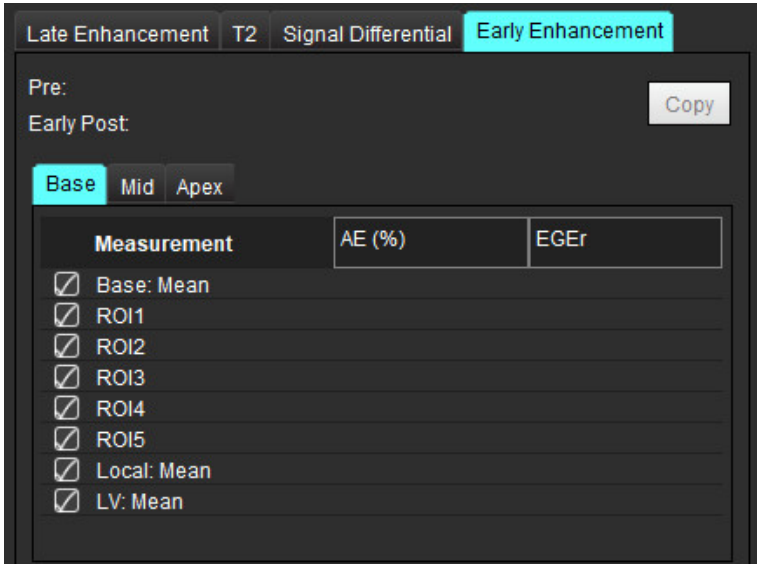 Late Enhancement T2 Signal Differential Early Enhancement
Pre:
Copy
Early Post:
Base Mid Apex
Measurement AE (%) EGEr
Base: Mean
ROI1
ROI2
ROI3
ROI4
ROI5
Local: Mean
LV: Mean